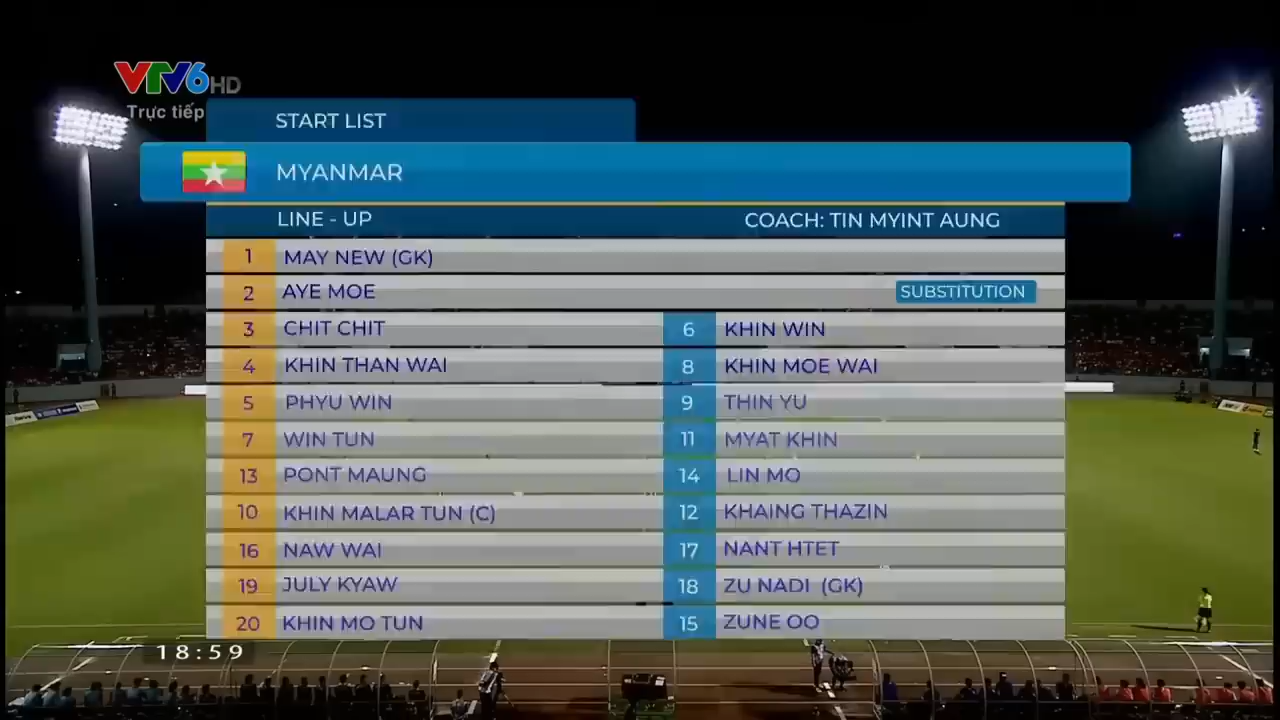 VTV6 HD
Trực tiếp
START LIST
MYANMAR
LINE - UP
COACH: TIN MYINT AUNG
1 MAY NEW (GK)
2 AYE MOE
SUBSTITUTION
3 CHIT CHIT
6 KHIN WIN
4 KHIN THAN WAI
8 KHIN MOE WAI
5 PHYU WIN
9 THIN YU
7 WIN TUN
11 MYAT KHIN
13 PONT MAUNG
14 LIN MO
10 KHIN MALAR TUN (C)
12 KHAING THAZIN
16 NAW WAI
17 NANT HTET
19 JULY KYAW
18 ZU NADI (GK)
20 KHIN MO TUN
15 ZUNE OO
18:59